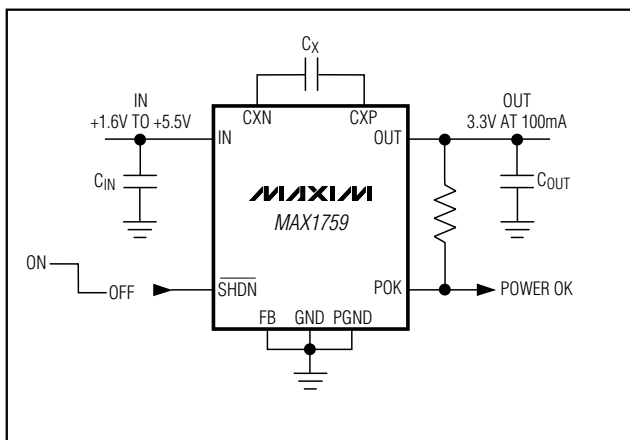 CX
CXN CXP
IN
+1.6V TO +5.5V
IN
OUT
OUT
3.3V AT 100mA
CIN
MAXIM
MAX1759
COUT
ON
OFF
SHDN
POK
POWER OK
FB GND PGND